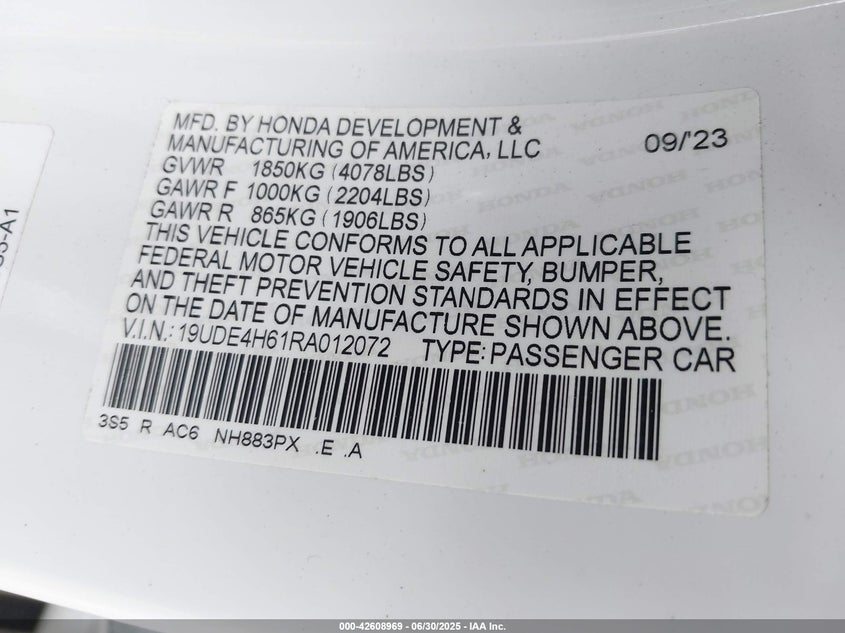 MFD. BY HONDA DEVELOPMENT &
MANUFACTURING OF AMERICA, LLC 09/'23
GVWR 1850KG (4078LBS)
GAWR F 1000KG (2204LBS)
GAWR R 865KG (1906LBS)
THIS VEHICLE CONFORMS TO ALL APPLICABLE
FEDERAL MOTOR VEHICLE SAFETY, BUMPER,
AND THEFT PREVENTION STANDARDS IN EFFECT
ON THE DATE OF MANUFACTURE SHOWN ABOVE.
V.I.N.: 19UDE4H61RA012072 TYPE: PASSENGER CAR
3S5 R AC6 NH883PX .E .A
000-42608969 - 06/30/2025 - IAA Inc.